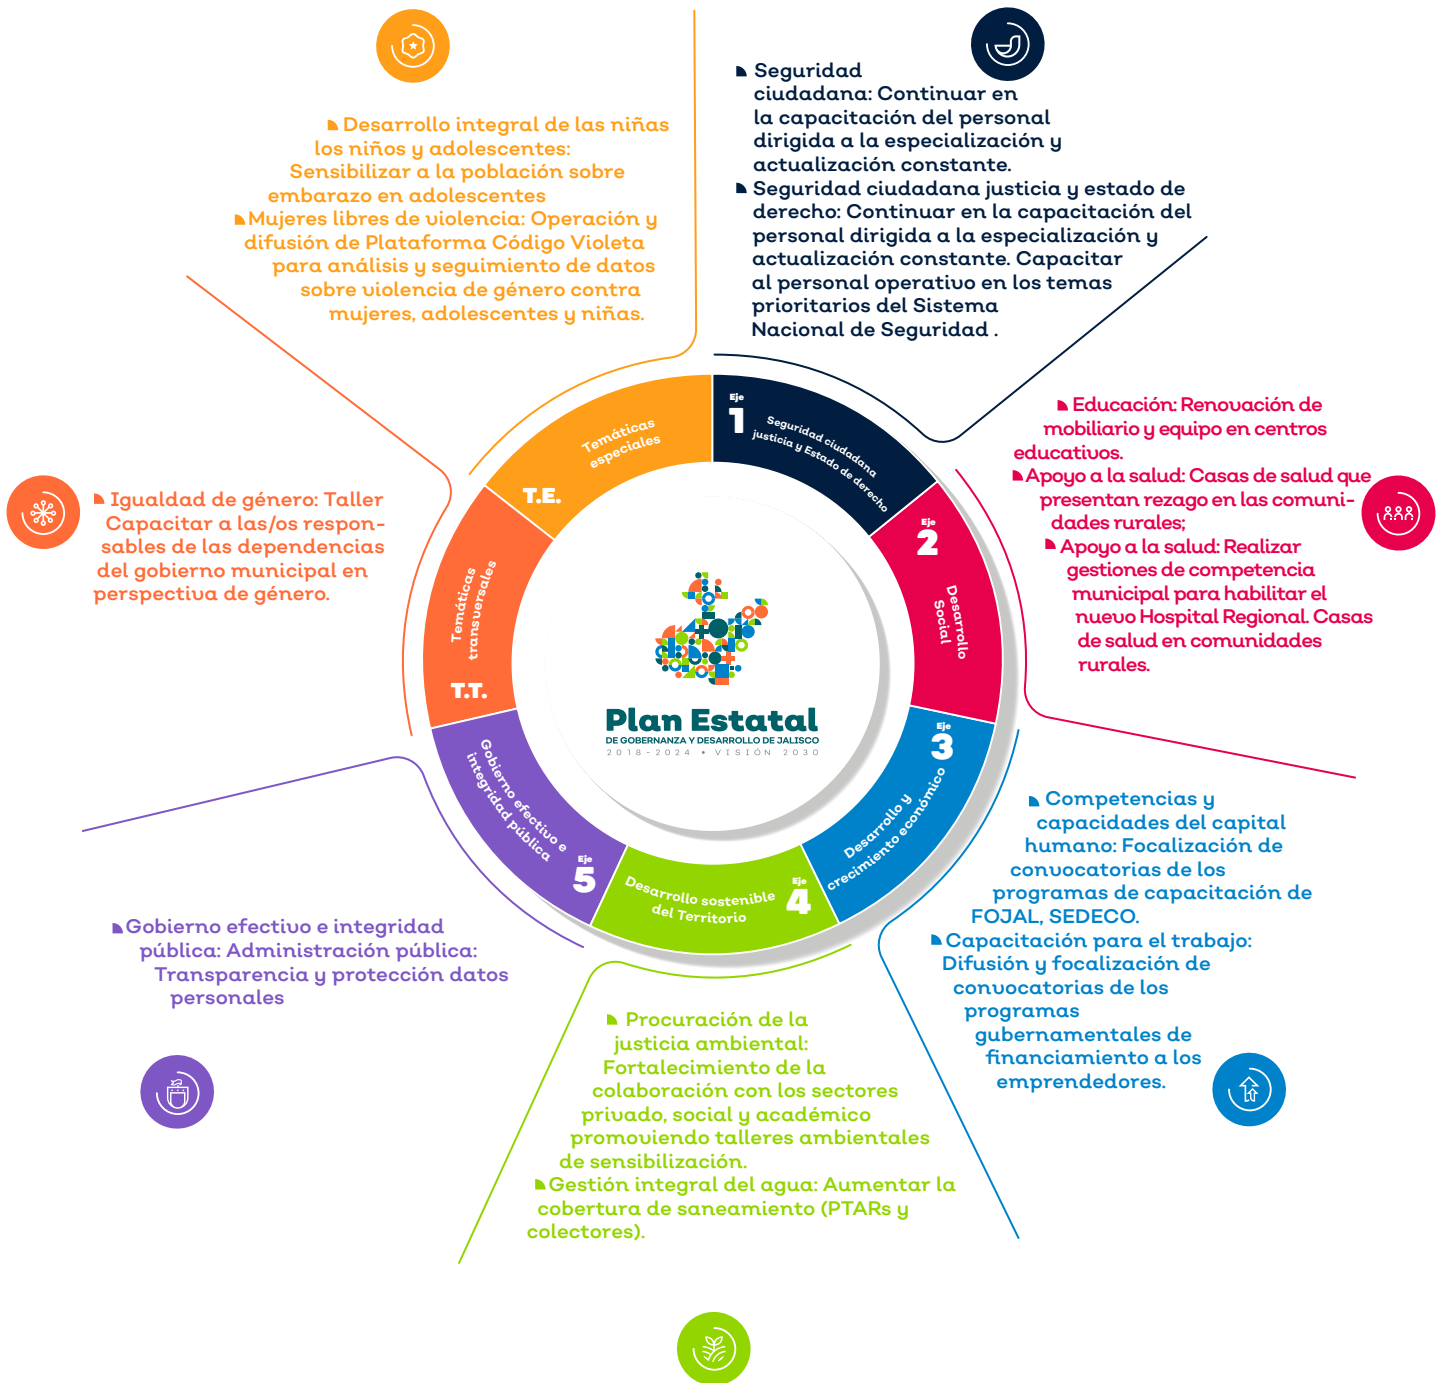 Seguridad
ciudadana: Continuar en
la capacitación del personal
dirigida a la especialización y
actualización constante.
Seguridad ciudadana justicia y estado de
derecho: Continuar en la capacitación del
personal dirigida a la especialización y
actualización constante. Capacitar
al personal operativo en los temas
prioritarios del Sistema
Nacional de Seguridad .
Educación: Renovación de
mobiliario y equipo en centros
educativos.
Apoyo a la salud: Casas de salud que
presentan rezago en las comuni-
dades rurales;
Apoyo a la salud: Realizar
gestiones de competencia
municipal para habilitar el
nuevo Hospital Regional. Casas
de salud en comunidades
rurales.
Competencias y
capacidades del capital
humano: Focalización de
convocatorias de los
programas de capacitación de
FOJAL, SEDECO.
Capacitación para el trabajo:
Difusión y focalización de
convocatorias de los
programas
gubernamentales de
financiamiento a los
emprendedores.
Procuración de la
justicia ambiental:
Fortalecimiento de la
colaboración con los sectores
privado, social y académico
promoviendo talleres ambientales
de sensibilización.
Gestión integral del agua: Aumentar la
cobertura de saneamiento (PTARs y
colectores).
Gobierno efectivo e integridad
pública: Administración pública:
Transparencia y protección datos
personales
Igualdad de género: Taller
Capacitar a las/os respon-
sables de las dependencias
del gobierno municipal en
perspectiva de género.
Desarrollo integral de las niñas
los niños y adolescentes:
Sensibilizar a la población sobre
embarazo en adolescentes
Mujeres libres de violencia: Operación y
difusión de Plataforma Código Violeta
para análisis y seguimiento de datos
sobre violencia de género contra
mujeres, adolescentes y niñas.
Eje
1
Seguridad ciudadana
justicia y Estado de derecho
Eje
2
Desarrollo
Social
Eje
3
Desarrollo y
crecimiento económico
Eje
4
Desarrollo sostenible
del Territorio
Eje
5
Gobierno efectivo e
integridad pública
T.T.
Temáticas
transversales
T.E.
Temáticas
especiales
Plan Estatal
DE GOBERNANZA Y DESARROLLO DE JALISCO
2018-2024 • VISIÓN 2030